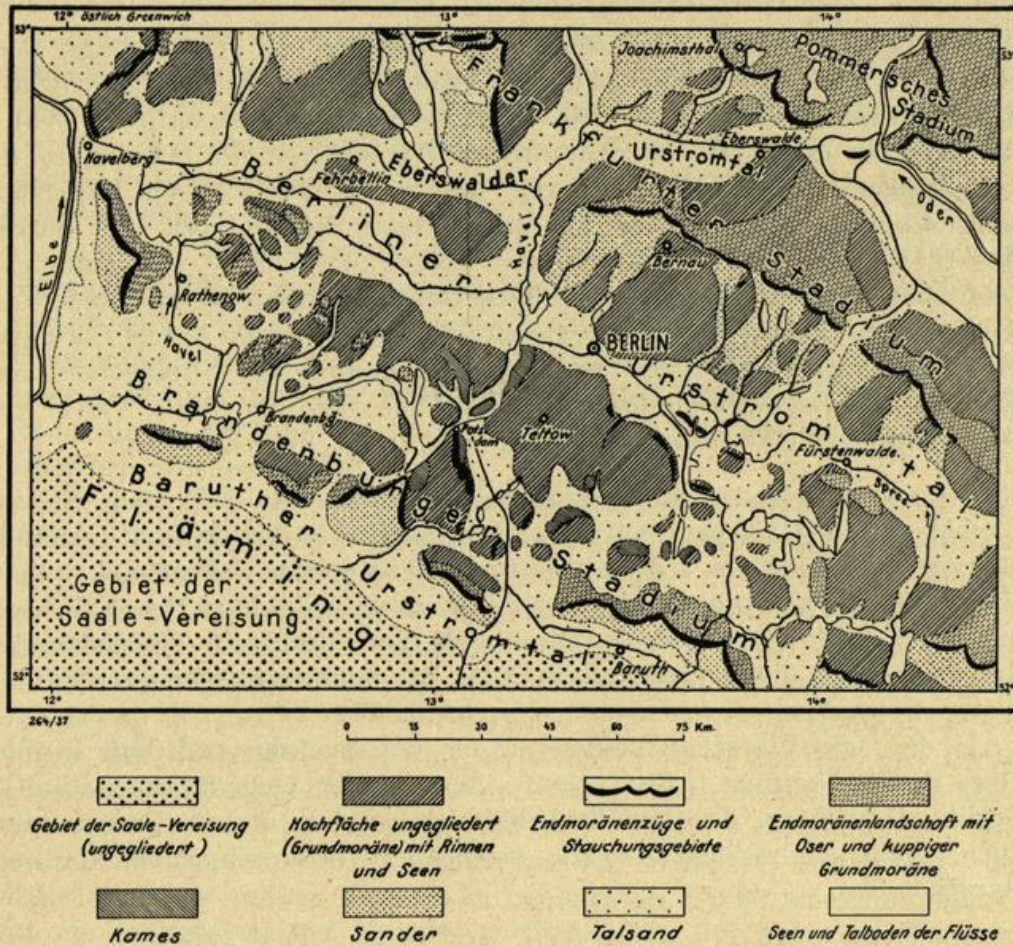 12° östlich Greenwich
13°
14°
53°
53°
Joachimsthal
Pommerisches
Stadium
Frankfurter Stadium
Havelberg
Eberswalde
Urstromtal
Fehrbellin
Eberswalder
Berliner
Havel
Oder
Elbe
Bernau
Rathenow
Havel
BERLIN
Urstromtal
Brandenbg.
Potsdam
Teltow
Fürstenwalde
Spree
Brandenburger Stadium
Baruther Urstromtal
Fläming
Gebiet der
Saale-Vereisung
Baruth
52°
52°
12°
13°
14°
264/37
0 15 30 45 60 75 Km.
Gebiet der Saale-Vereisung
(ungegliedert)
Hochfläche ungegliedert
(Grundmoräne) mit Rinnen
und Seen
Endmoränenzüge und
Stauchungsgebiete
Endmoränenlandschaft mit
Oser und kuppiger
Grundmoräne
Kames
Sander
Talsand
Seen und Talboden der Flüsse